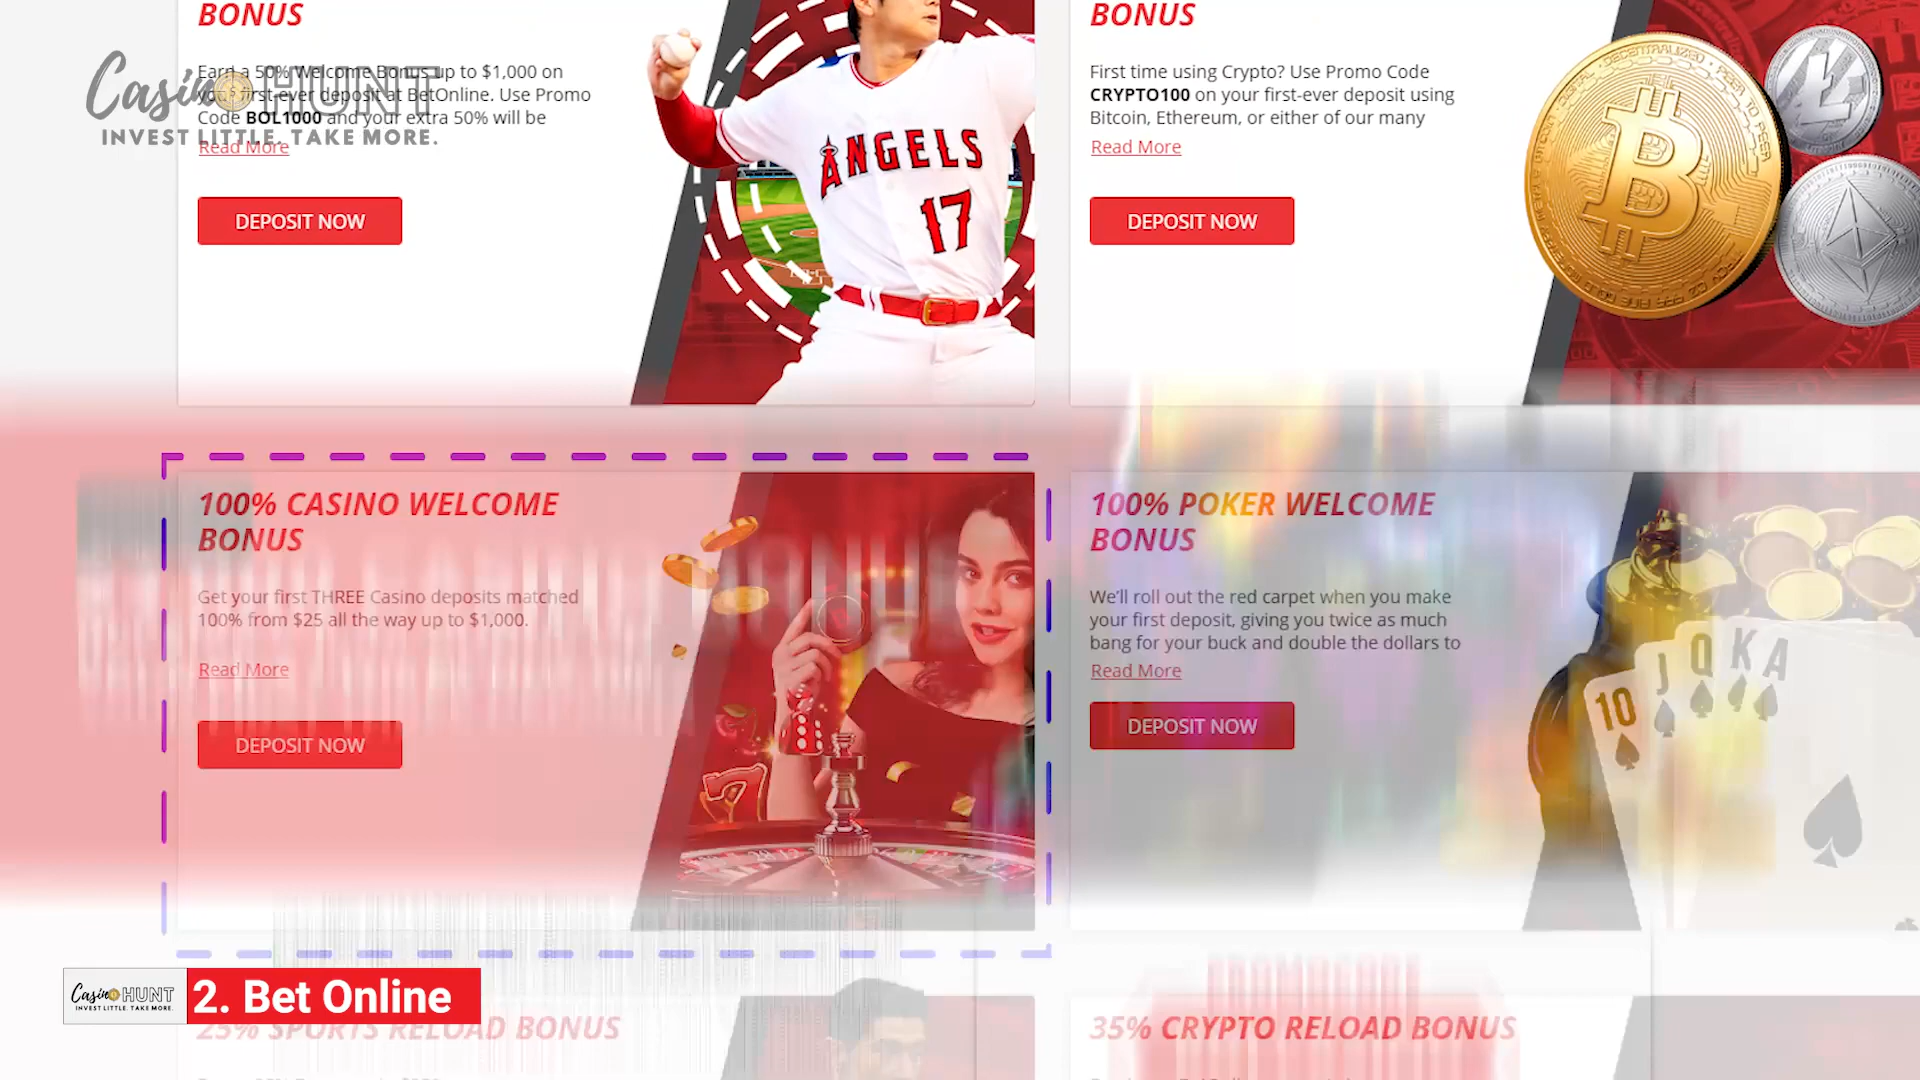 BONUS
Earn a 50% Welcome Bonus up to $1,000 on
your first-ever deposit at BetOnline. Use Promo
Code BOL1000 and your extra 50% will be
Read More
DEPOSIT NOW
Casino HUNT
INVEST LITTLE. TAKE MORE.
ANGELS
17
BONUS
First time using Crypto? Use Promo Code
CRYPTO100 on your first-ever deposit using
Bitcoin, Ethereum, or either of our many
Read More
DEPOSIT NOW
100% CASINO WELCOME
BONUS
Get your first THREE Casino deposits matched
100% from $25 all the way up to $1,000.
Read More
DEPOSIT NOW
100% POKER WELCOME
BONUS
We'll roll out the red carpet when you make
your first deposit, giving you twice as much
bang for your buck and double the dollars to
Read More
DEPOSIT NOW
10 J Q K A
Casino HUNT
INVEST LITTLE. TAKE MORE.
2. Bet Online
25% SPORTS RELOAD BONUS
35% CRYPTO RELOAD BONUS